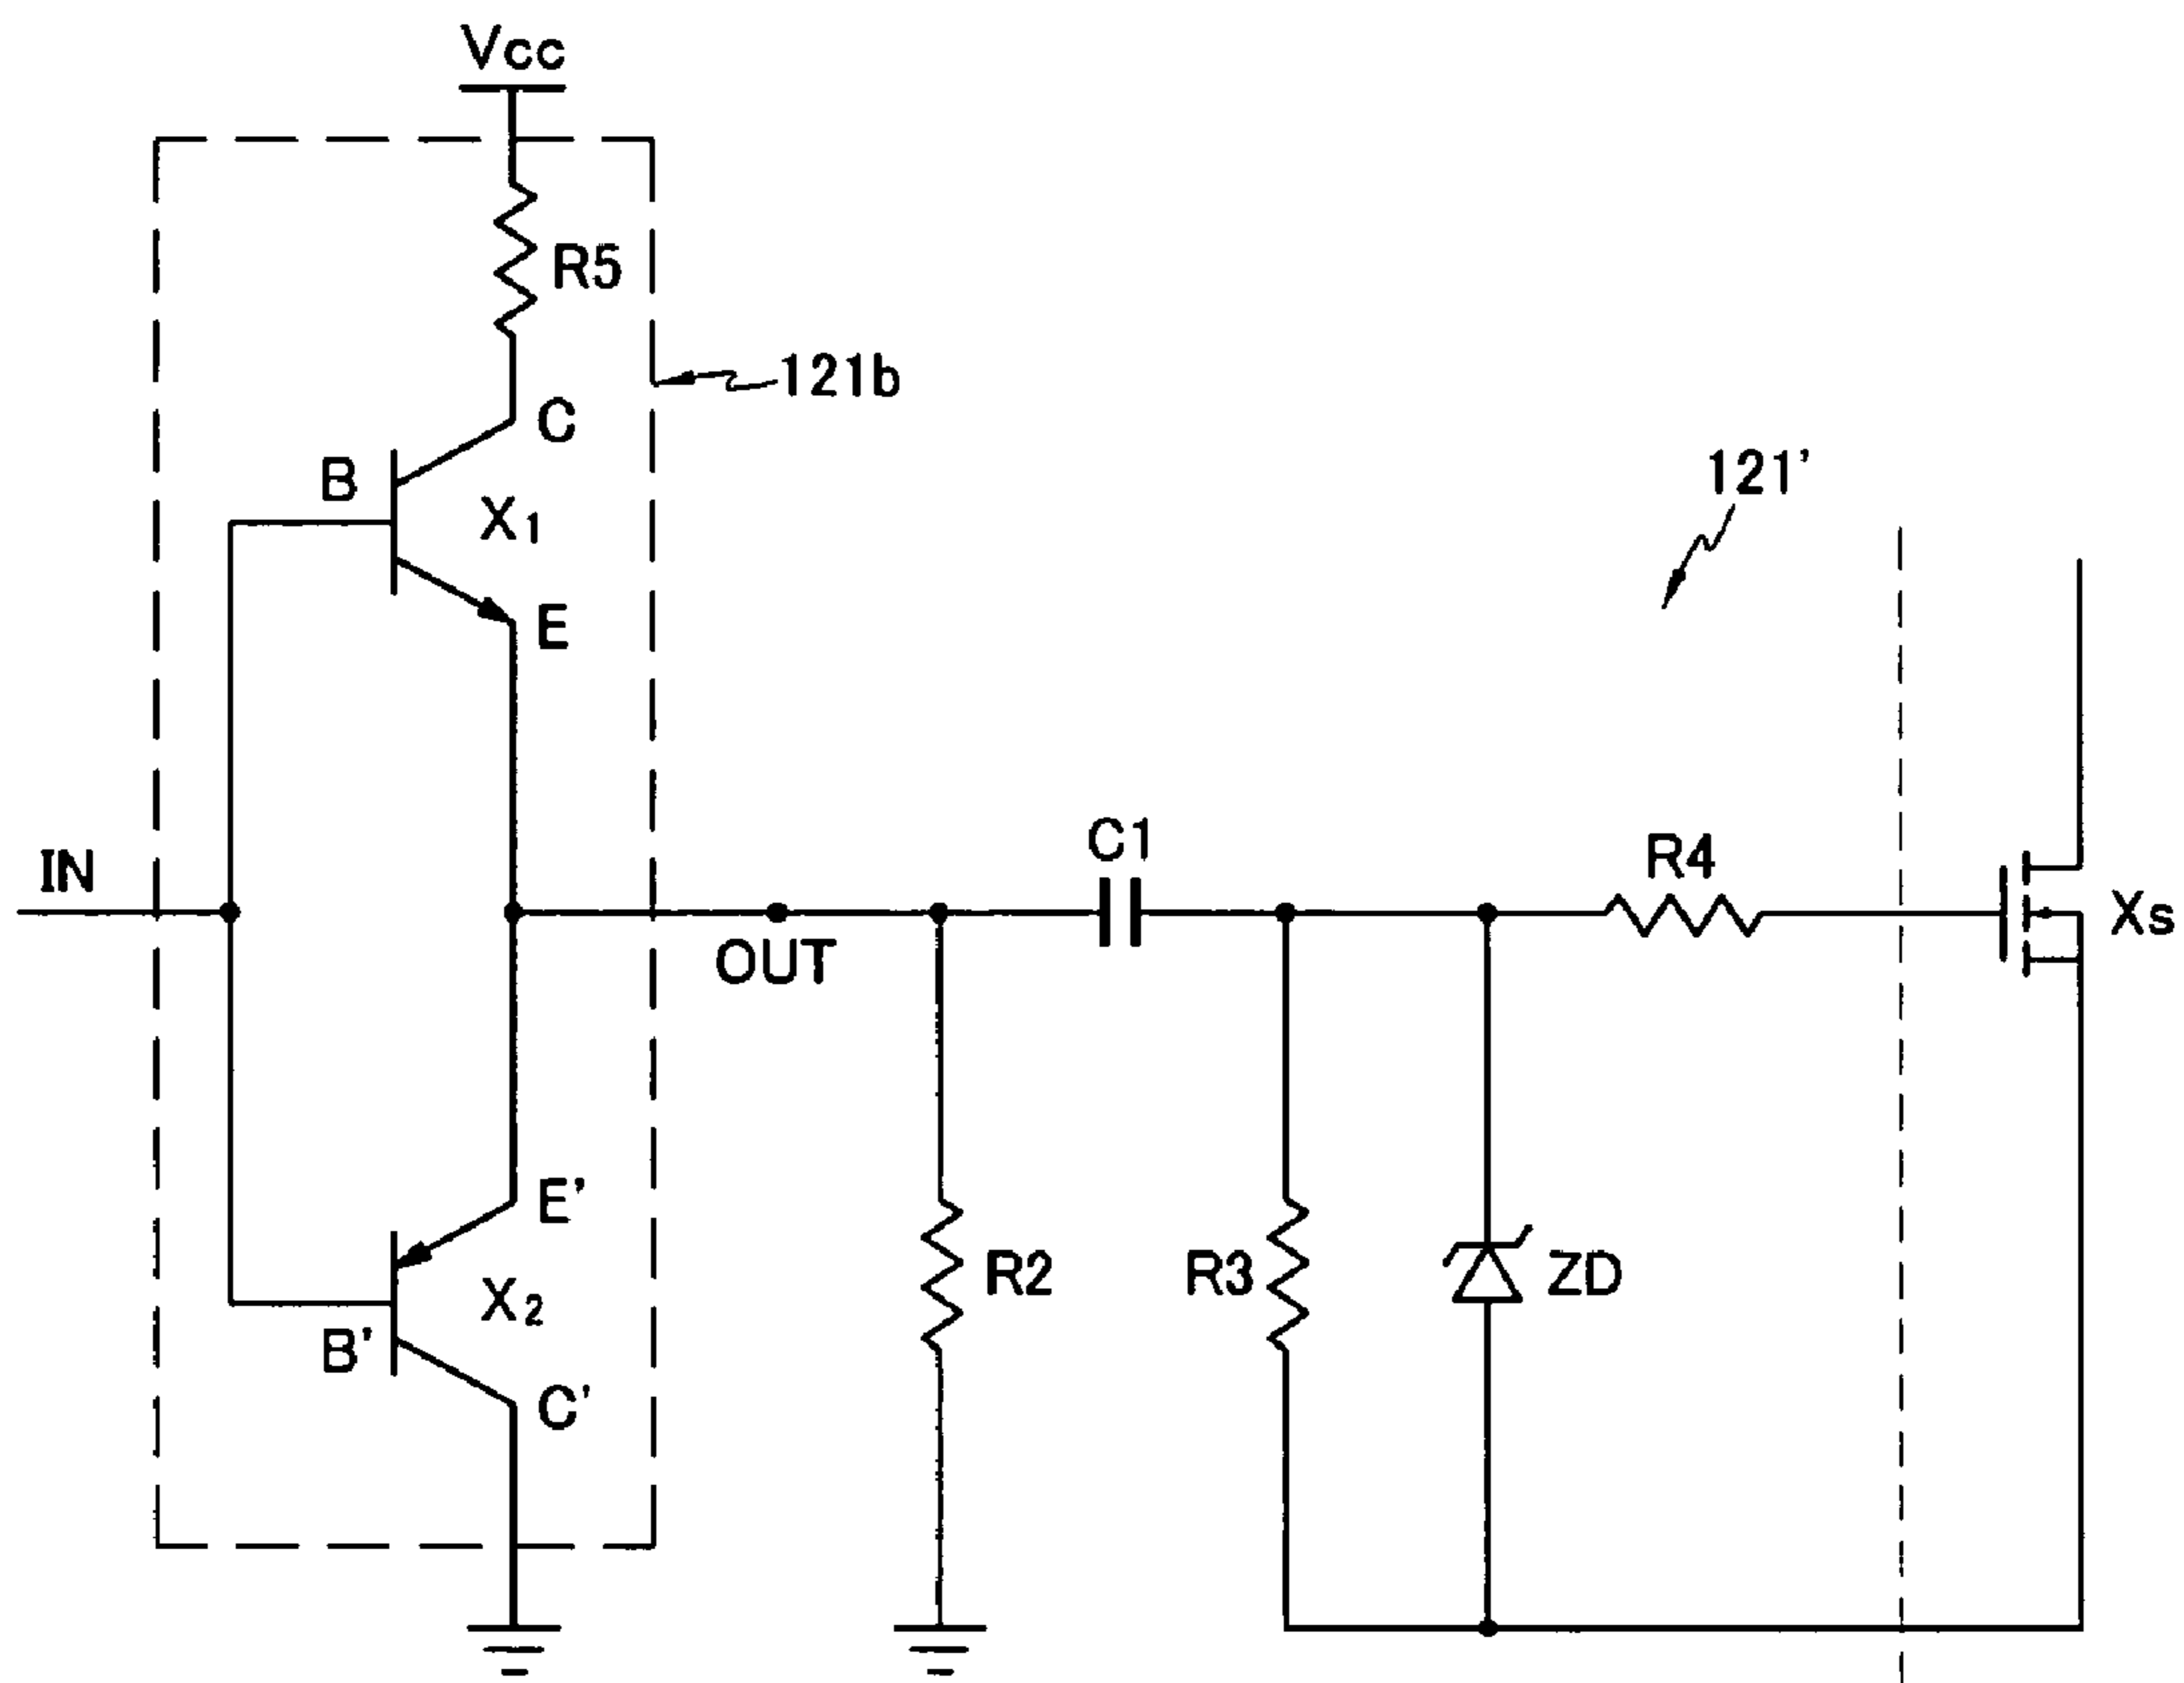 Vcc
R5
121b
C
B
X1
E
121'
IN
OUT
C1
R4
Xs
E'
X2
B'
C'
R2
R3
ZD